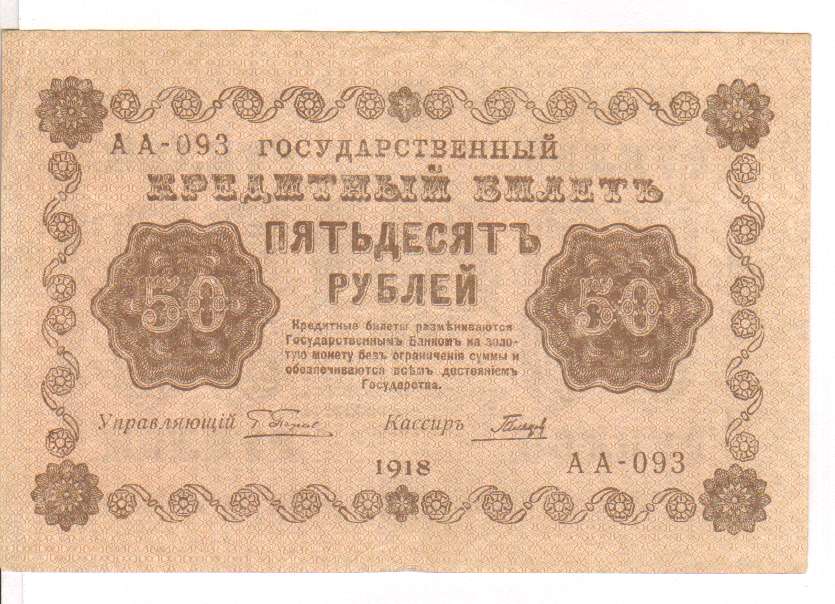 АА-093 ГОСУДАРСТВЕННЫЙ
КРЕДИТНЫЙ БИЛЕТЪ
ПЯТЬДЕСЯТЪ
РУБЛЕЙ
50
50
Кредитные билеты размѣниваются
Государственнымъ Банкомъ на золо-
тую монету безъ ограниченія суммы и
обезпечиваются всѣмъ достояніемъ
Государства.
Управляющій
Кассиръ
1918
АА-093